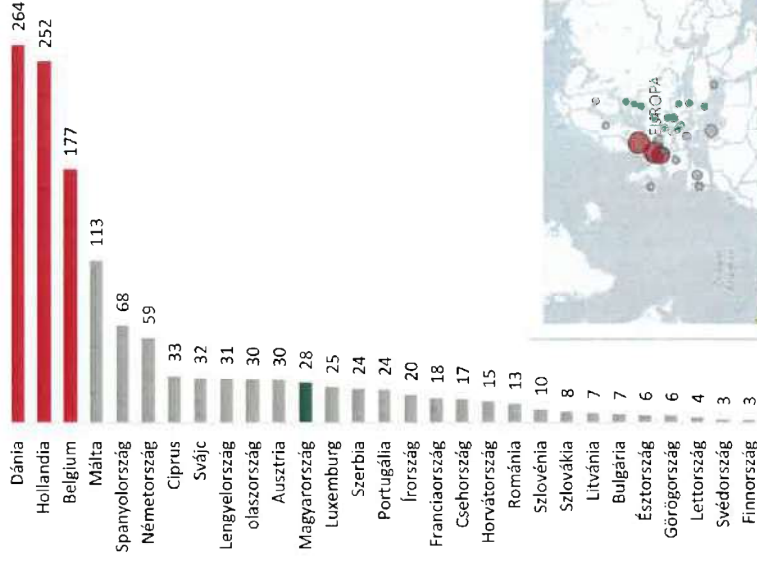 Dánia 264
Hollandia 252
Belgium 177
Málta 113
Spanyolország 68
Németország 59
Ciprus 33
Svájc 32
Lengyelország 31
olaszország 30
Ausztria 30
Magyarország 28
Luxemburg 25
Szerbia 24
Portugália 24
Írország 20
Franciaország 18
Csehország 17
Horvátország 15
Románia 13
Szlovénia 10
Szlovákia 8
Litvánia 7
Bulgária 7
Észtország 6
Görögország 6
Lettország 4
Svédország 3
Finnország 3
EURÓPA